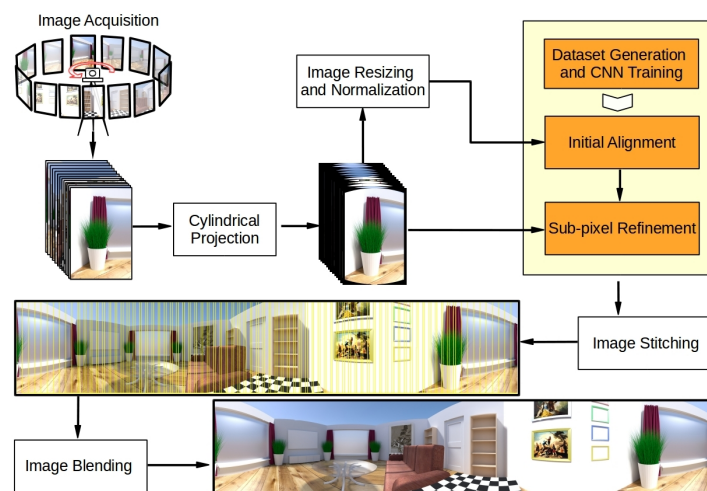 Image Acquisition
Image Resizing
and Normalization
Dataset Generation
and CNN Training
Initial Alignment
Cylindrical
Projection
Sub-pixel Refinement
Image Stitching
Image Blending